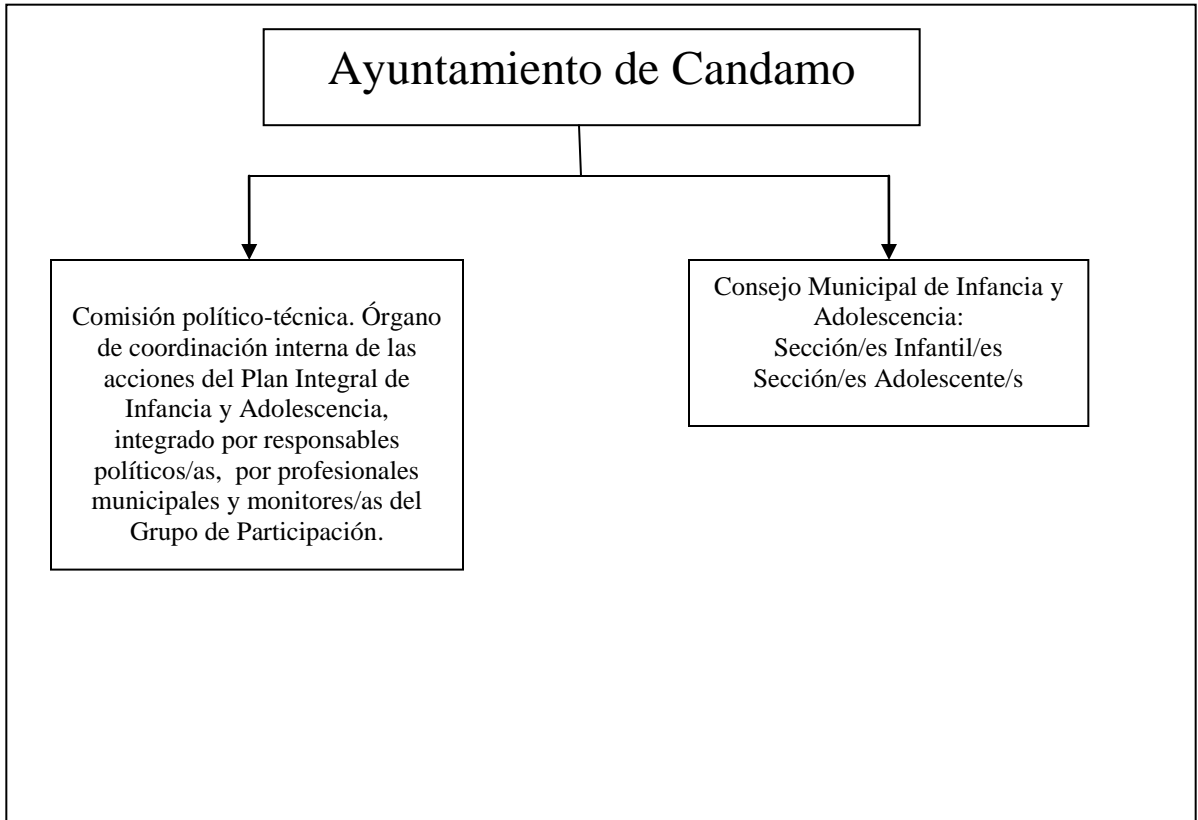 Ayuntamiento de Candamo
Comisión político-técnica. Órgano
de coordinación interna de las
acciones del Plan Integral de
Infancia y Adolescencia,
integrado por responsables
políticos/as,  por profesionales
municipales y monitores/as del
Grupo de Participación.
Consejo Municipal de Infancia y
Adolescencia:
Sección/es Infantil/es
Sección/es Adolescente/s